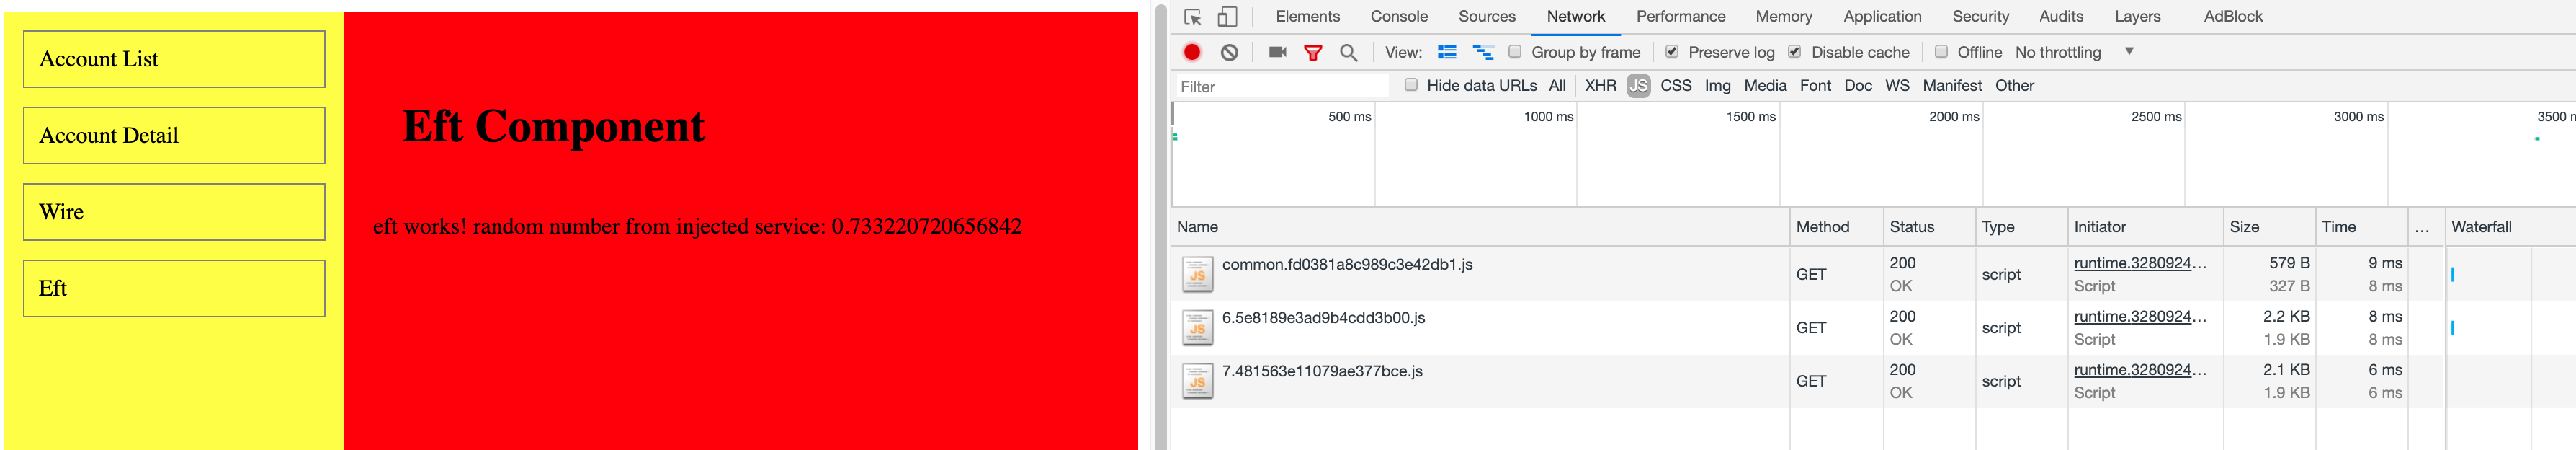 Account List
Account Detail
Wire
Eft
Eft Component
eft works! random number from injected service: 0.733220720656842
Elements Console Sources Network Performance Memory Application Security Audits Layers AdBlock
View: Group by frame Preserve log Disable cache Offline No throttling ▼
Filter Hide data URLs All XHR JS CSS Img Media Font Doc WS Manifest Other
500 ms 1000 ms 1500 ms 2000 ms 2500 ms 3000 ms 3500 m
Name Method Status Type Initiator Size Time ... Waterfall
JS common.fd0381a8c989c3e42db1.js GET 200 script runtime.3280924... 579 B 9 ms
OK Script 327 B 8 ms
JS 6.5e8189e3ad9b4cdd3b00.js GET 200 script runtime.3280924... 2.2 KB 8 ms
OK Script 1.9 KB 8 ms
JS 7.481563e11079ae377bce.js GET 200 script runtime.3280924... 2.1 KB 6 ms
OK Script 1.9 KB 6 ms